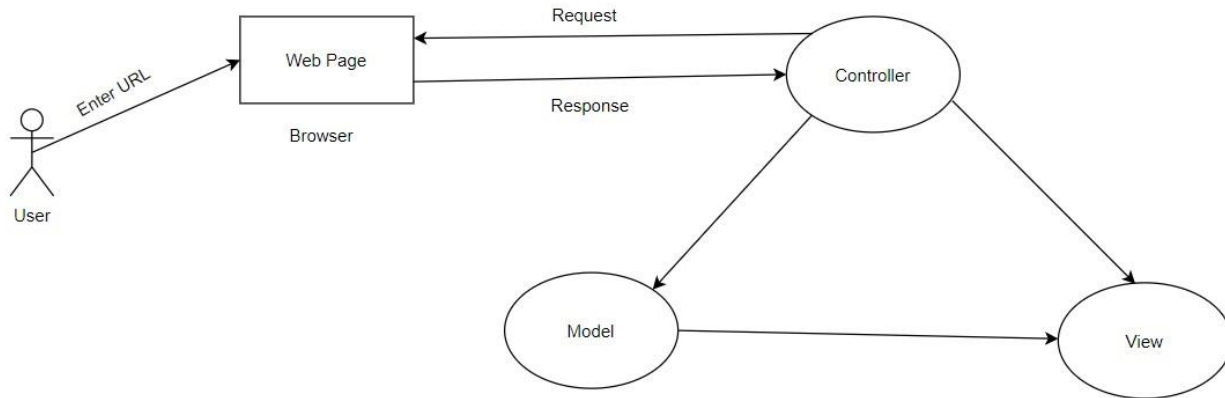 Request
Web Page
Controller
Enter URL
Response
Browser
User
Model
View